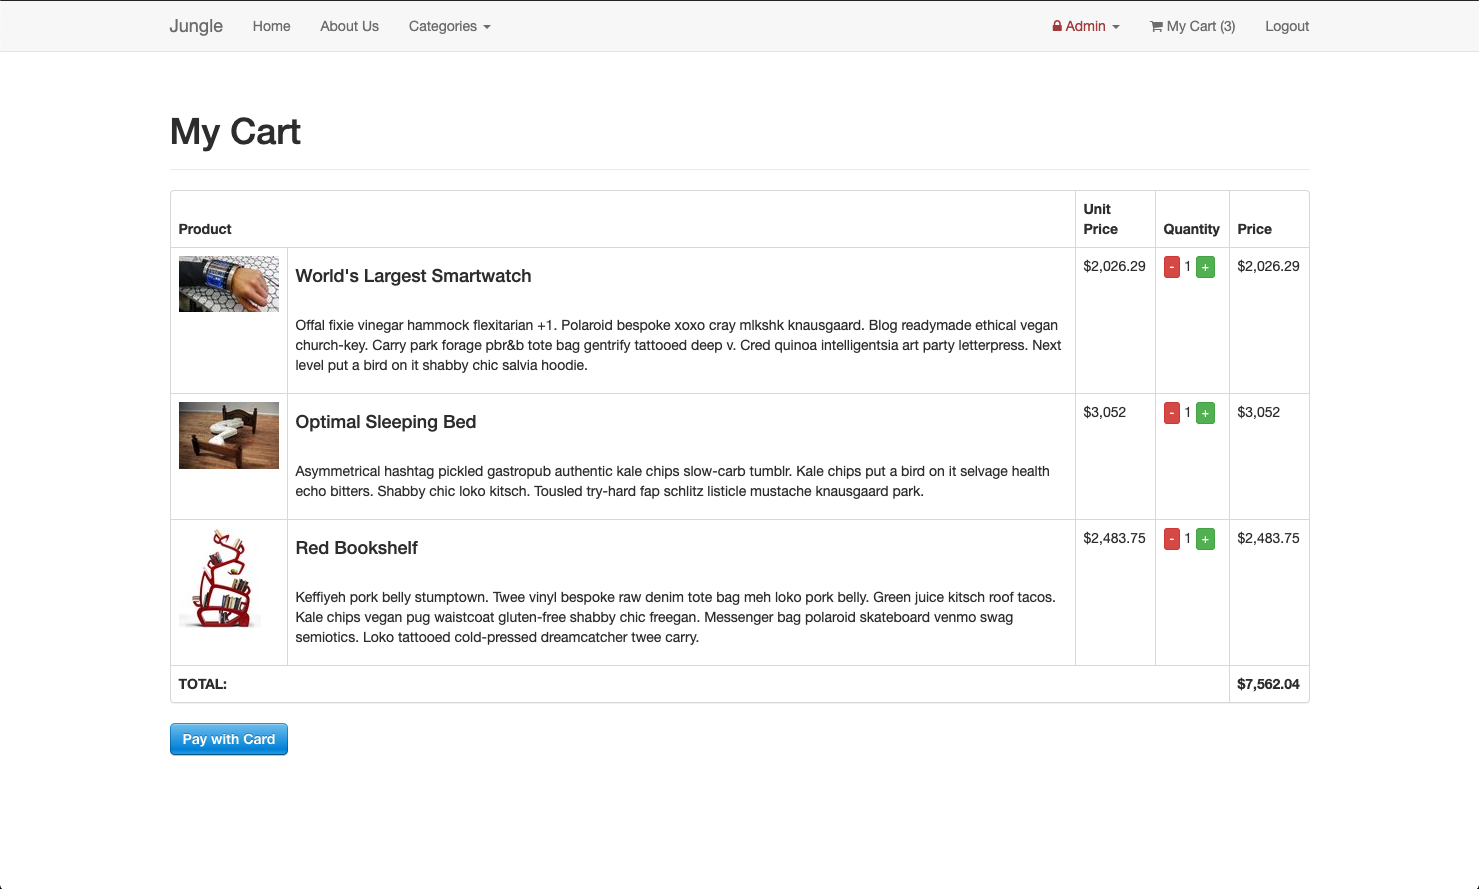 Jungle Home About Us Categories Admin My Cart (3) Logout
My Cart
Product Unit Price Quantity Price
World's Largest Smartwatch $2,026.29 - 1 + $2,026.29
Offal fixie vinegar hammock flexitarian +1. Polaroid bespoke xoxo cray mlkshk knausgaard. Blog readymade ethical vegan
church-key. Carry park forage pbr&b tote bag gentrify tattooed deep v. Cred quinoa intelligentsia art party letterpress. Next
level put a bird on it shabby chic salvia hoodie.
Optimal Sleeping Bed $3,052 - 1 + $3,052
Asymmetrical hashtag pickled gastropub authentic kale chips slow-carb tumblr. Kale chips put a bird on it selvage health
echo bitters. Shabby chic loko kitsch. Tousled try-hard fap schlitz listicle mustache knausgaard park.
Red Bookshelf $2,483.75 - 1 + $2,483.75
Keffiyeh pork belly stumptown. Twee vinyl bespoke raw denim tote bag meh loko pork belly. Green juice kitsch roof tacos.
Kale chips vegan pug waistcoat gluten-free shabby chic freegan. Messenger bag polaroid skateboard venmo swag
semiotics. Loko tattooed cold-pressed dreamcatcher twee carry.
TOTAL: $7,562.04
Pay with Card